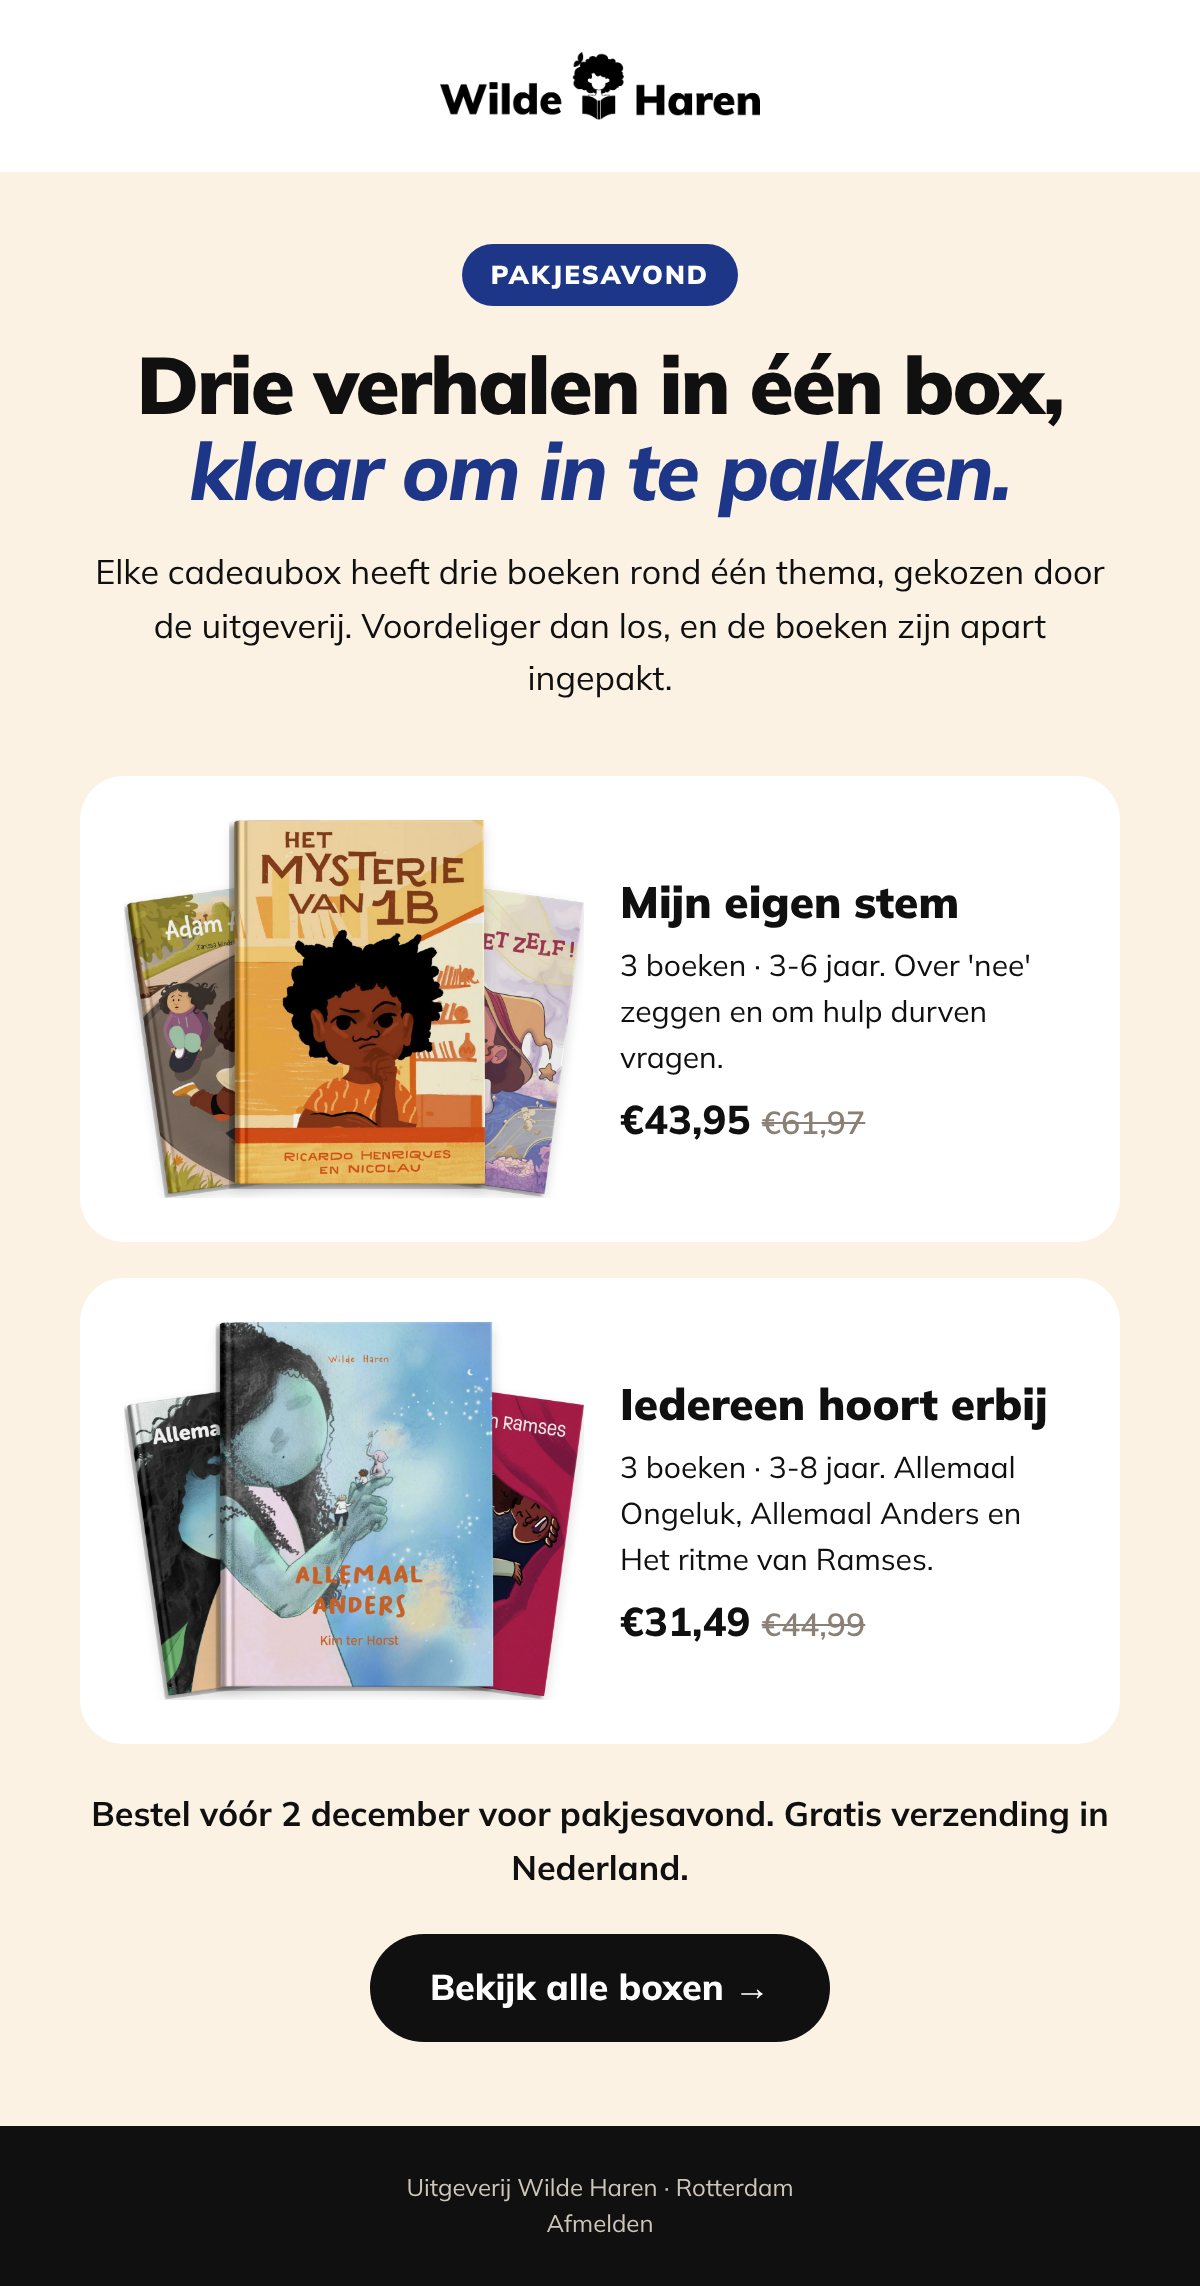 Wilde Haren
PAKJESAVOND
Drie verhalen in één box,
klaar om in te pakken.
Elke cadeaubox heeft drie boeken rond één thema, gekozen door
de uitgeverij. Voordeliger dan los, en de boeken zijn apart
ingepakt.
Adam
HET
MYSTERIE
VAN 1B
RICARDO HENRIQUES
EN NICOLAU
ET ZELF!
Mijn eigen stem
3 boeken · 3-6 jaar. Over 'nee'
zeggen en om hulp durven
vragen.
€43,95 €61,97
Allema
Wilde Haren
ALLEMAAL
ANDERS
Kim ter Horst
n Ramses
Iedereen hoort erbij
3 boeken · 3-8 jaar. Allemaal
Ongeluk, Allemaal Anders en
Het ritme van Ramses.
€31,49 €44,99
Bestel vóór 2 december voor pakjesavond. Gratis verzending in
Nederland.
Bekijk alle boxen →
Uitgeverij Wilde Haren · Rotterdam
Afmelden